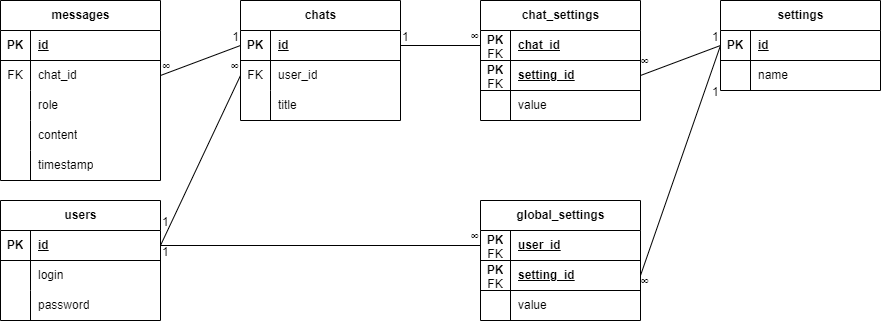 messages
PK id
FK chat_id
role
content
timestamp
chats
PK id
FK user_id
title
chat_settings
PK FK chat_id
PK FK setting_id
value
settings
PK id
name
users
PK id
login
password
global_settings
PK FK user_id
PK FK setting_id
value
1
∞
∞
1
1
∞
1
∞
1
∞
1
∞